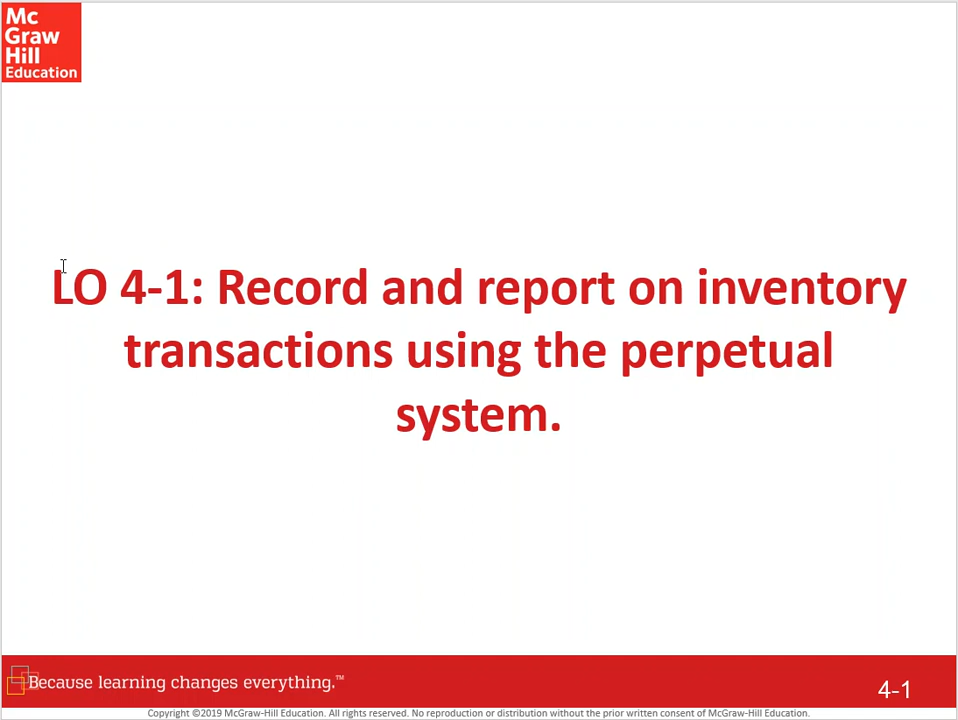 Mc
Graw
Hill
Education
LO 4-1: Record and report on inventory
transactions using the perpetual
system.
Because learning changes everything.™
4-1
Copyright ©2019 McGraw-Hill Education. All rights reserved. No reproduction or distribution without the prior written consent of McGraw-Hill Education.